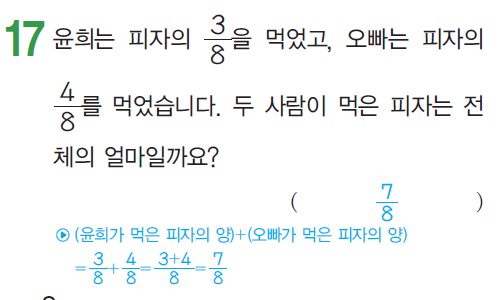 17 윤희는 피자의 3/8을 먹었고, 오빠는 피자의
4/8를 먹었습니다. 두 사람이 먹은 피자는 전
체의 얼마일까요?
( 7/8 )
(윤희가 먹은 피자의 양)+(오빠가 먹은 피자의 양)
=3/8+4/8=3+4/8=7/8